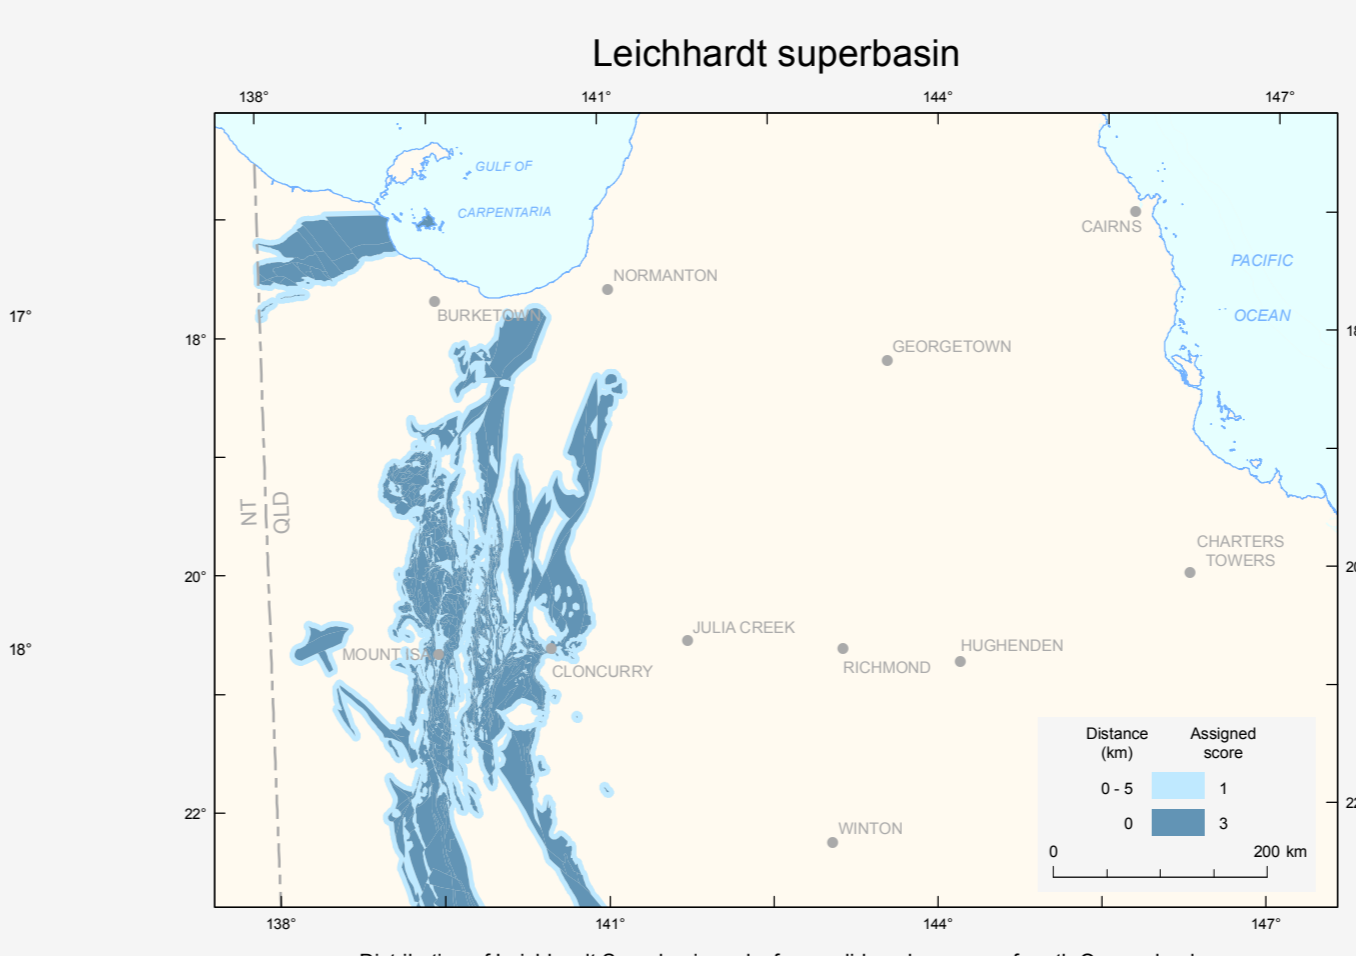 Leichhardt superbasin
138° 141° 144° 147°
GULF OF
CARPENTARIA
CAIRNS
PACIFIC
OCEAN
NORMANTON
BURKETOWN
17°
18°
GEORGETOWN
NT
QLD
CHARTERS
TOWERS
20°
JULIA CREEK
HUGHENDEN
18°
MOUNT ISA
CLONCURRY
RICHMOND
Distance
(km)
Assigned
score
0 - 5 1
0 3
0 200 km
22°
WINTON
138° 141° 144° 147°